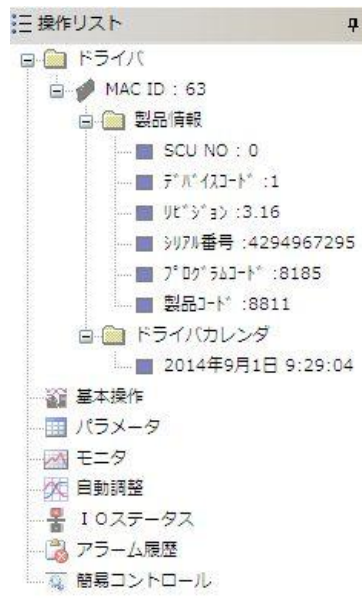 操作リスト
ドライバ
MAC ID : 63
製品情報
SCU NO : 0
ﾃﾞﾊﾞｲｽｺｰﾄﾞ :1
ﾘﾋﾞｼﾞｮﾝ :3.16
ｼﾘｱﾙ番号 :4294967295
ﾌﾟﾛｸﾞﾗﾑｺｰﾄﾞ :8185
製品ｺｰﾄﾞ :8811
ドライバカレンダ
2014年9月1日 9:29:04
基本操作
パラメータ
モニタ
自動調整
ＩＯステータス
アラーム履歴
簡易コントロール